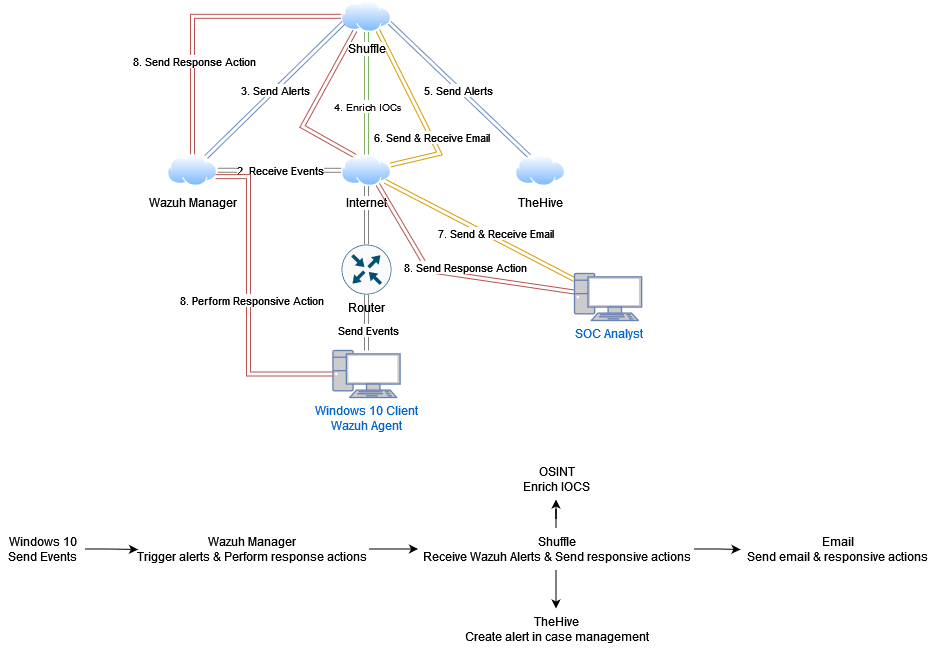 Shuffle
8. Send Response Action
3. Send Alerts
5. Send Alerts
4. Enrich IOCs
6. Send & Receive Email
2. Receive Events
Wazuh Manager
Internet
TheHive
7. Send & Receive Email
8. Send Response Action
8. Perform Responsive Action
Router
Send Events
SOC Analyst
Windows 10 Client
Wazuh Agent
OSINT
Enrich IOCS
Windows 10
Send Events
Wazuh Manager
Trigger alerts & Perform response actions
Shuffle
Receive Wazuh Alerts & Send responsive actions
Email
Send email & responsive actions
TheHive
Create alert in case management